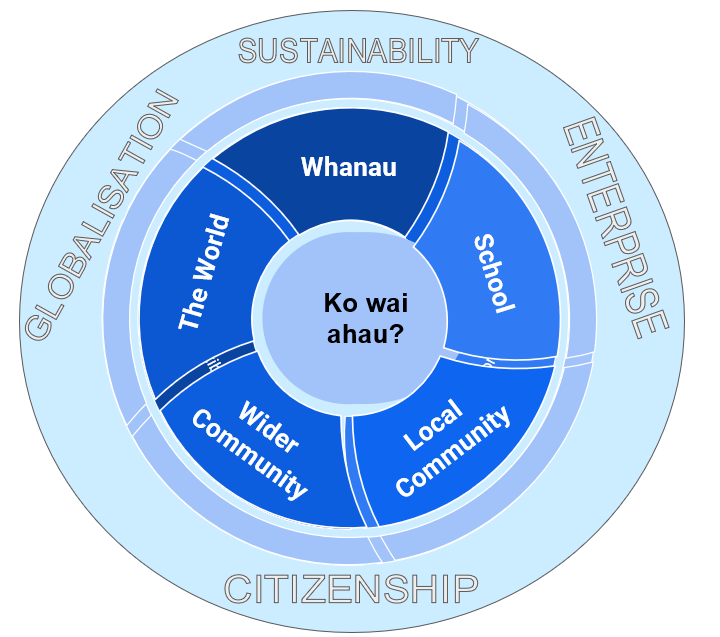 SUSTAINABILITY
ENTERPRISE
CITIZENSHIP
GLOBALISATION
Whanau
School
Local
Community
Wider
Community
The World
Ko wai
ahau?